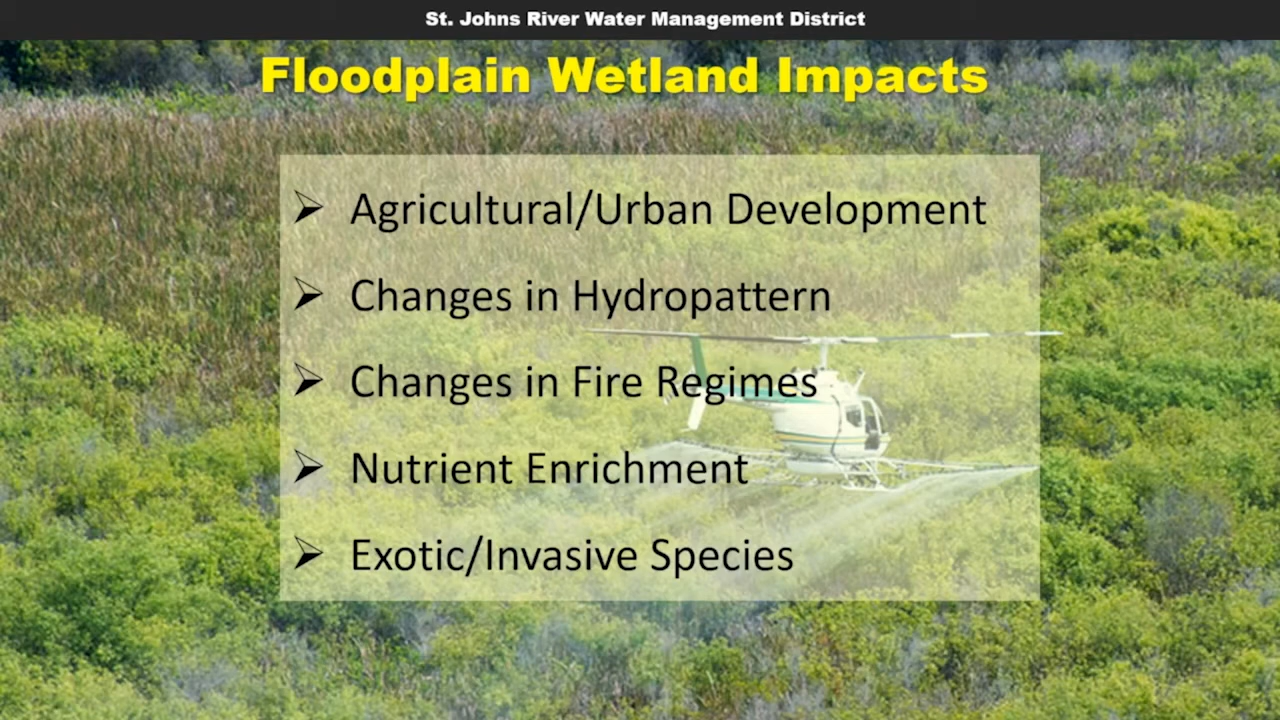 St. Johns River Water Management District
Floodplain Wetland Impacts
➢ Agricultural/Urban Development
➢ Changes in Hydropattern
➢ Changes in Fire Regimes
➢ Nutrient Enrichment
➢ Exotic/Invasive Species